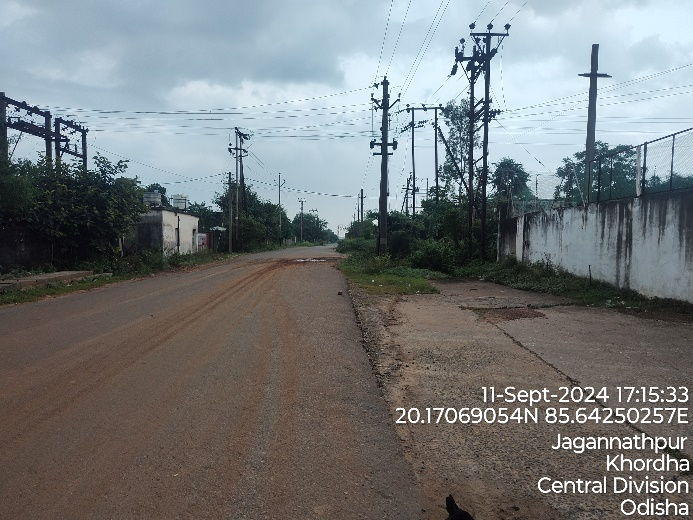 11-Sept-2024 17:15:33
20.17069054N 85.64250257E
Jagannathpur
Khordha
Central Division
Odisha